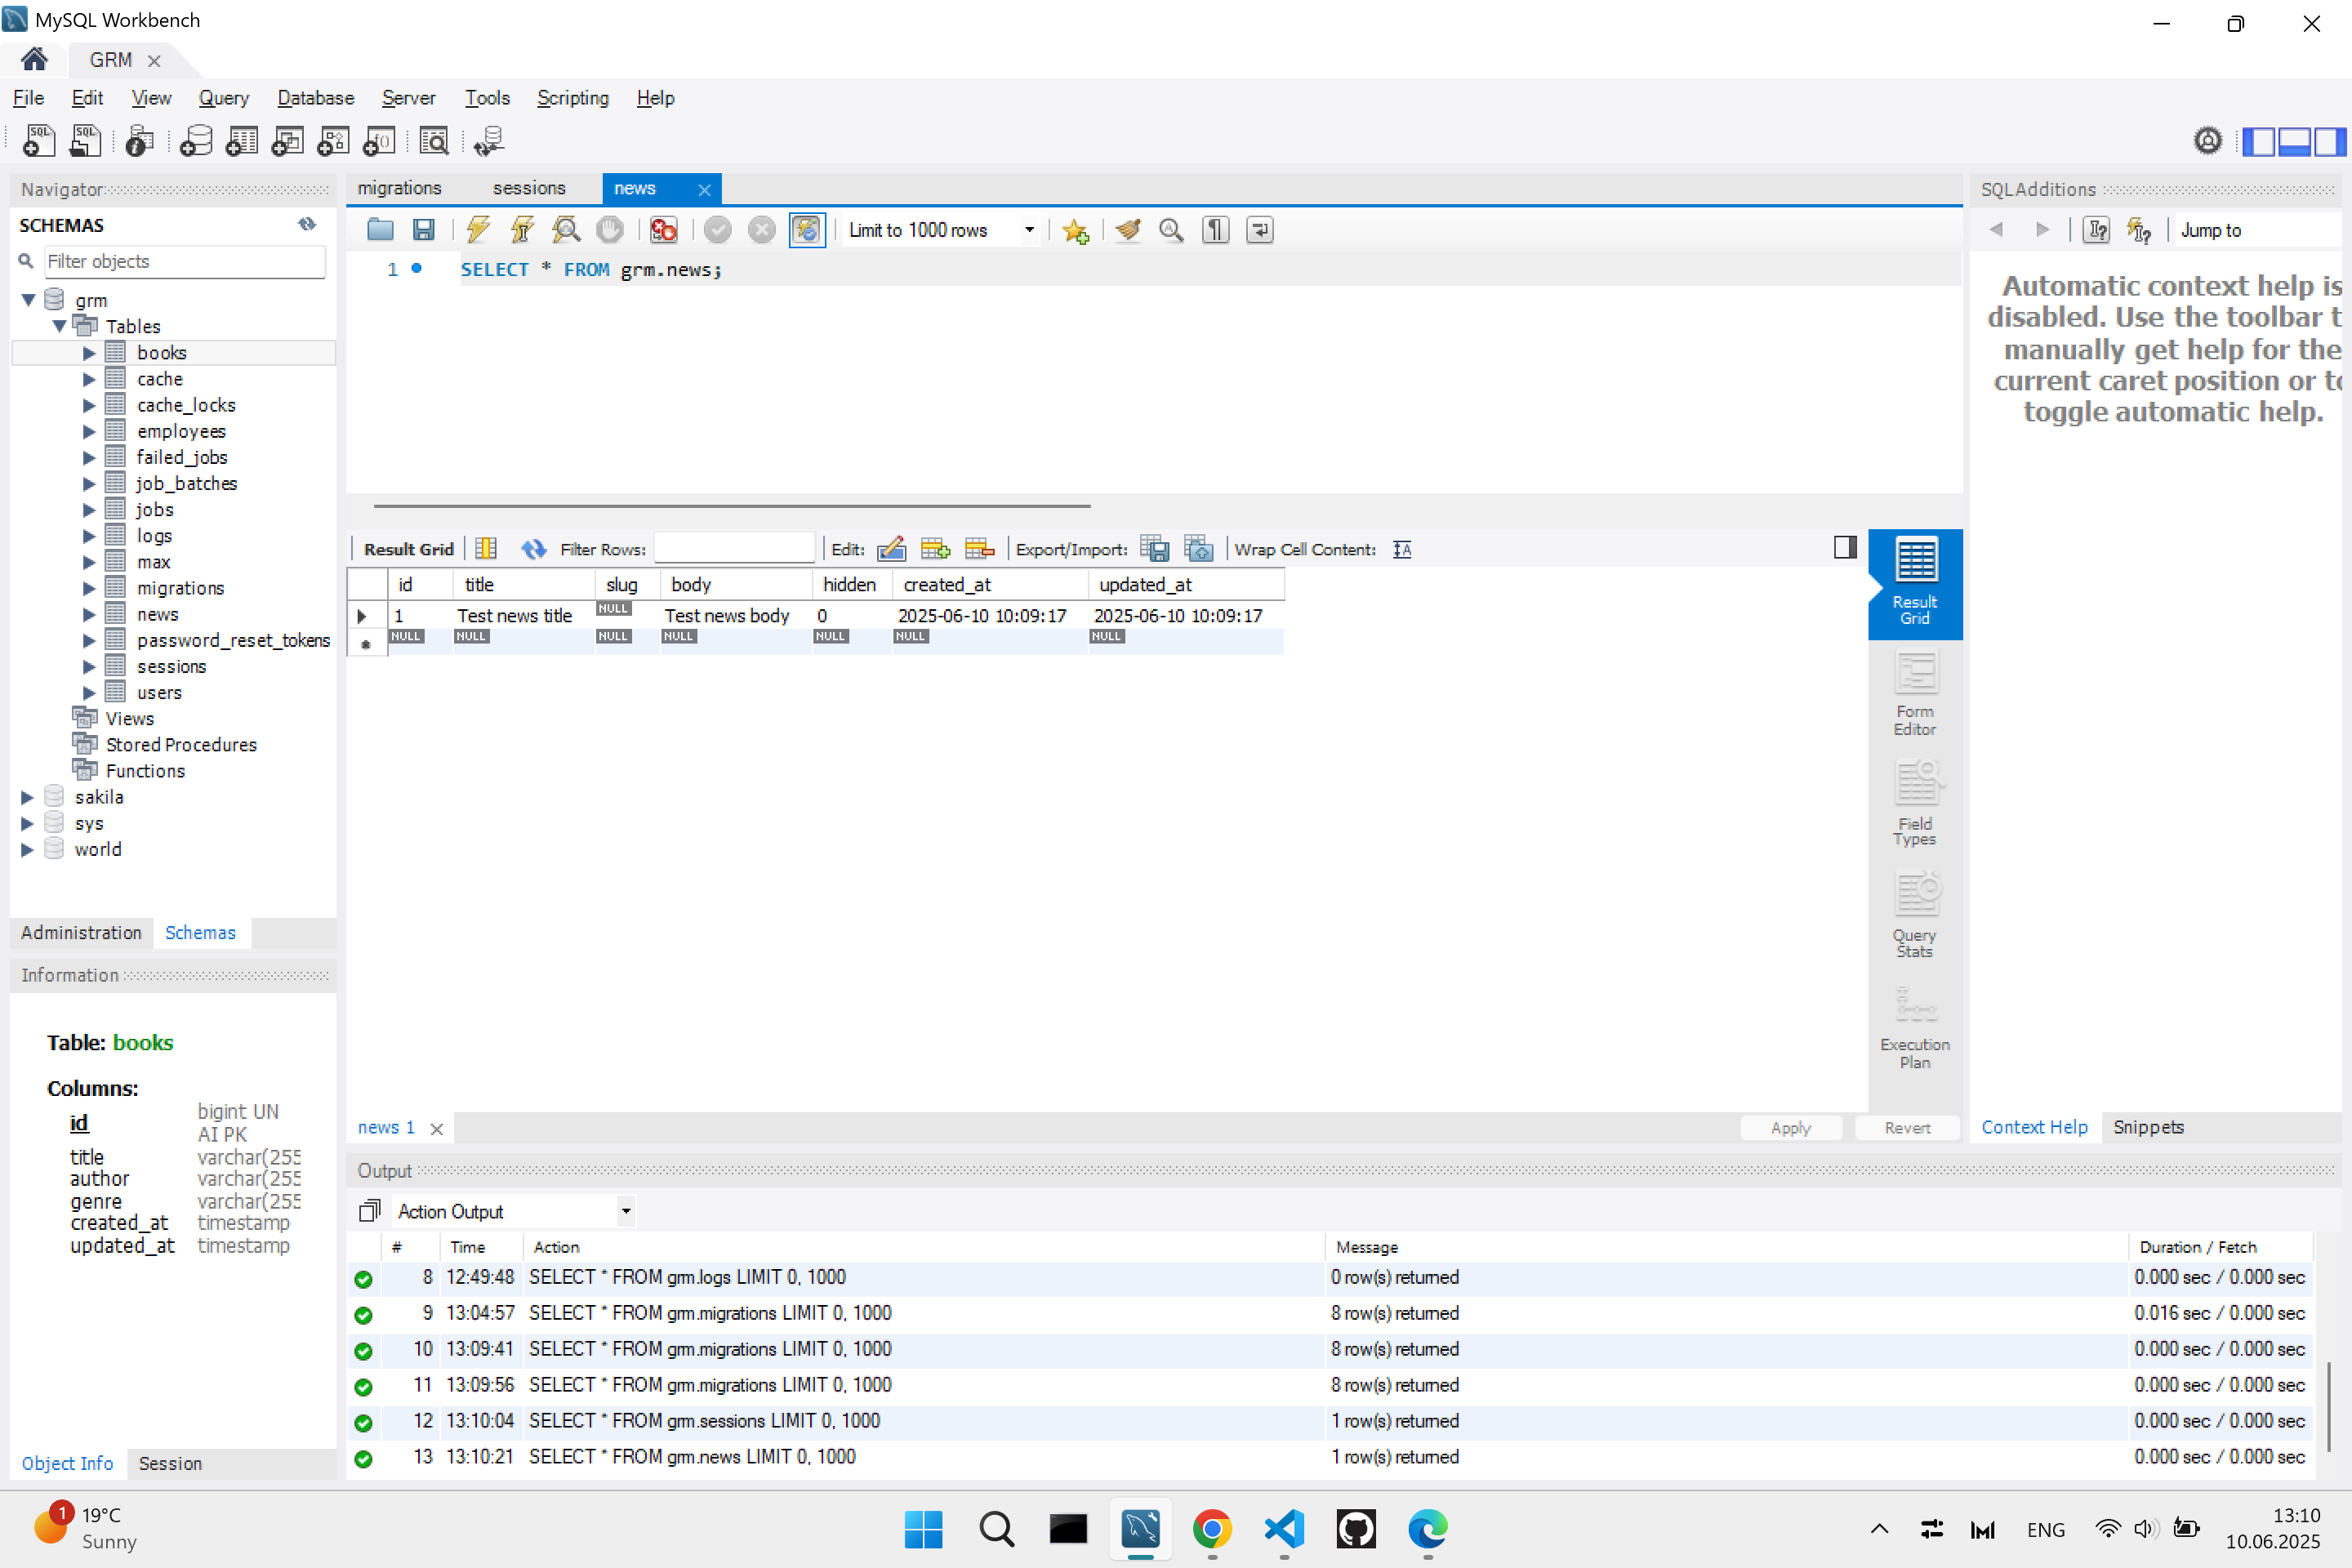 MySQL Workbench
GRM
File Edit View Query Database Server Tools Scripting Help
Navigator
SCHEMAS
Filter objects
grm
Tables
books
cache
cache_locks
employees
failed_jobs
job_batches
jobs
logs
max
migrations
news
password_reset_tokens
sessions
users
Views
Stored Procedures
Functions
sakila
sys
world
Administration Schemas
Information
Table: books
Columns:
id bigint UN AI PK
title varchar(255
author varchar(255
genre varchar(255
created_at timestamp
updated_at timestamp
Object Info Session
migrations sessions news
Limit to 1000 rows
1 SELECT * FROM grm.news;
Result Grid Filter Rows: Edit: Export/Import: Wrap Cell Content:
id title slug body hidden created_at updated_at
1 Test news title NULL Test news body 0 2025-06-10 10:09:17 2025-06-10 10:09:17
NULL NULL NULL NULL NULL NULL NULL
Result Grid
Form Editor
Field Types
Query Stats
Execution Plan
news 1 Apply Revert
SQLAdditions
Jump to
Automatic context help is
disabled. Use the toolbar t
manually get help for the
current caret position or to
toggle automatic help.
Context Help Snippets
Output
Action Output
# Time Action Message Duration / Fetch
8 12:49:48 SELECT * FROM grm.logs LIMIT 0, 1000 0 row(s) returned 0.000 sec / 0.000 sec
9 13:04:57 SELECT * FROM grm.migrations LIMIT 0, 1000 8 row(s) returned 0.016 sec / 0.000 sec
10 13:09:41 SELECT * FROM grm.migrations LIMIT 0, 1000 8 row(s) returned 0.000 sec / 0.000 sec
11 13:09:56 SELECT * FROM grm.migrations LIMIT 0, 1000 8 row(s) returned 0.000 sec / 0.000 sec
12 13:10:04 SELECT * FROM grm.sessions LIMIT 0, 1000 1 row(s) returned 0.000 sec / 0.000 sec
13 13:10:21 SELECT * FROM grm.news LIMIT 0, 1000 1 row(s) returned 0.000 sec / 0.000 sec
1
19°C
Sunny
ENG
13:10
10.06.2025